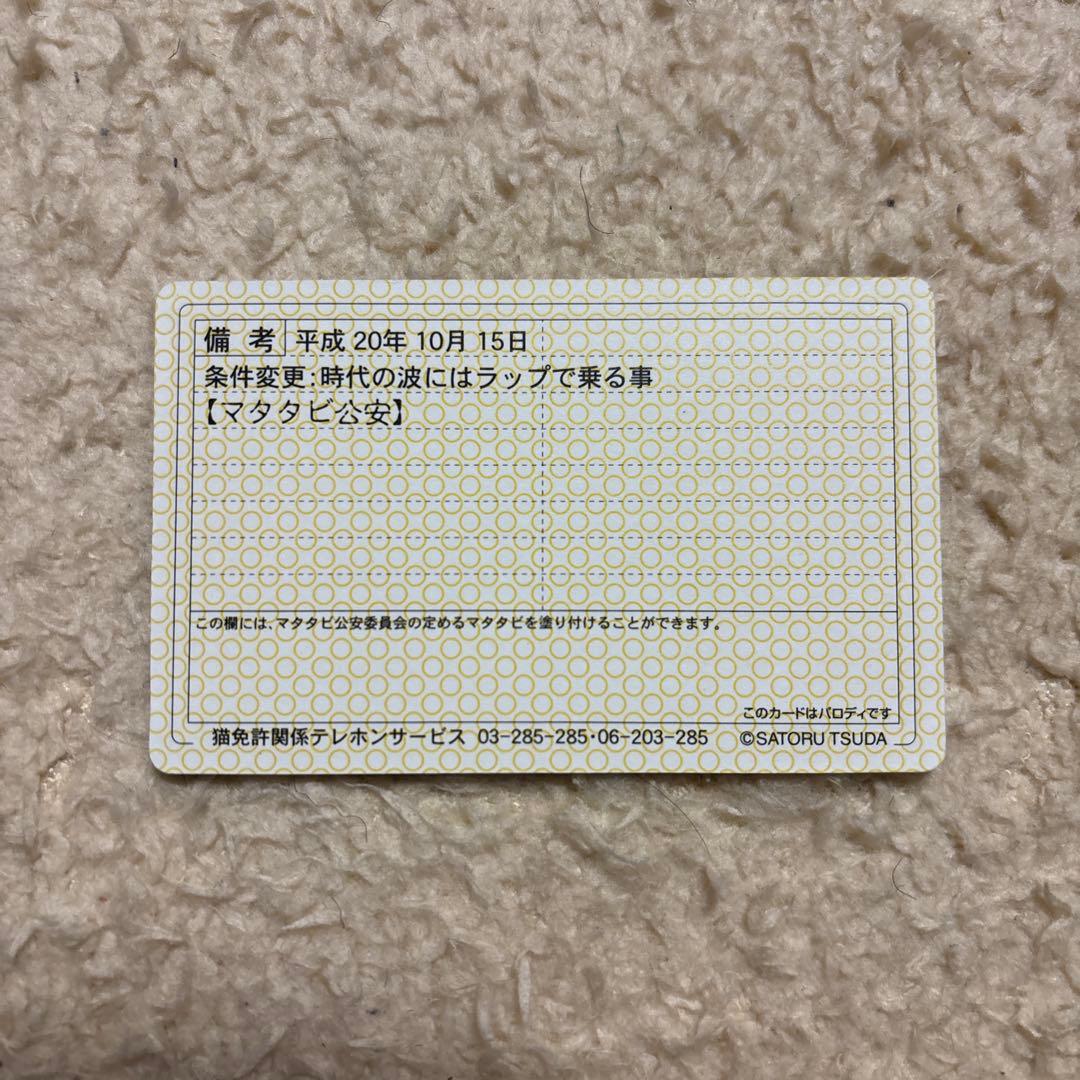 備考 平成 20年 10月 15日
条件変更:時代の波にはラップで乗る事
【マタタビ公安】
この欄には、マタタビ公安委員会の定めるマタタビを塗り付けることができます。
このカードはパロディです
猫免許関係テレホンサービス 03-285-285・06-203-285 ©SATORU TSUDA